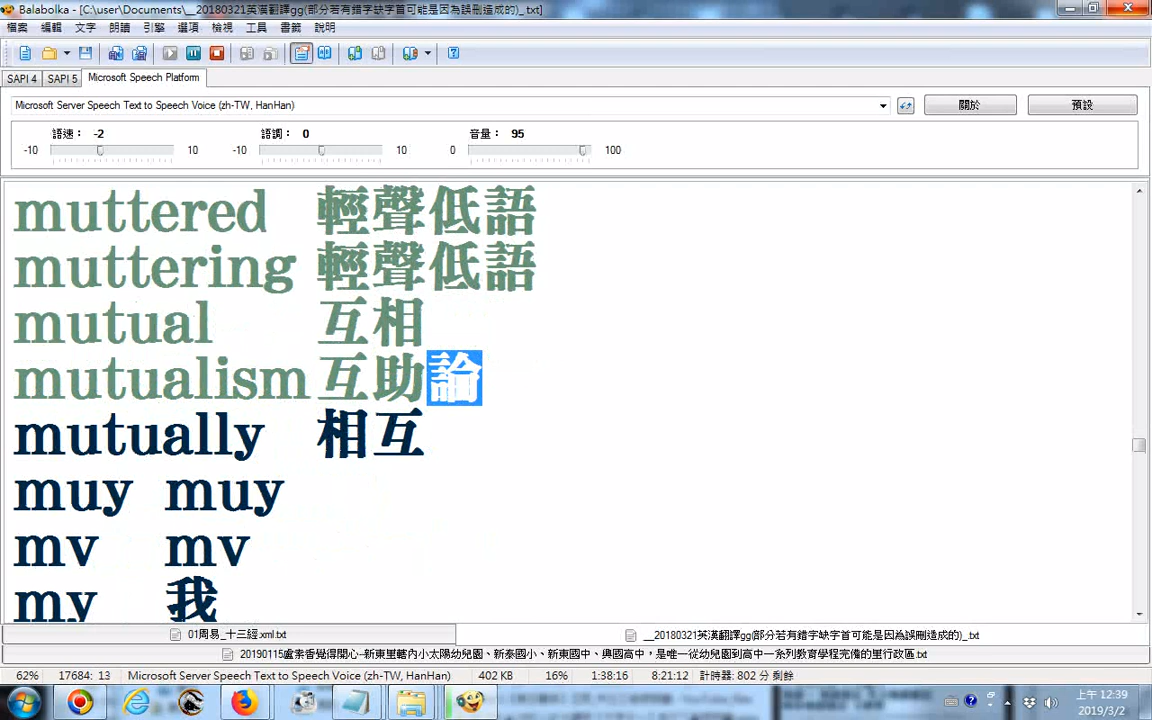 Balabolka - [C:\user\Documents\__20180321英漢翻譯gg(部分若有錯字缺字首可能是因為誤刪造成的)_.txt]
檔案 編輯 文字 朗讀 引擎 選項 檢視 工具 書籤 說明
SAPI 4 SAPI 5 Microsoft Speech Platform
Microsoft Server Speech Text to Speech Voice (zh-TW, HanHan) 關於 預設
語速： -2 語調： 0 音量： 95
-10 10 -10 10 0 100
muttered 輕聲低語
muttering 輕聲低語
mutual 互相
mutualism 互助論
mutually 相互
muy muy
mv mv
my 我
01周易_十三經.xml.txt __20180321英漢翻譯gg(部分若有錯字缺字首可能是因為誤刪造成的)_.txt
20190115盧素香覺得開心-新東里轄內小太陽幼兒園、新泰國小、新東國中、興國高中，是唯一從幼兒園到高中一系列教育學程完備的里行政區.txt
62% 17684: 13 Microsoft Server Speech Text to Speech Voice (zh-TW, HanHan) 402 KB 16% 1:38:16 8:21:12 計時器: 802 分 剩餘
上午 12:39
2019/3/2